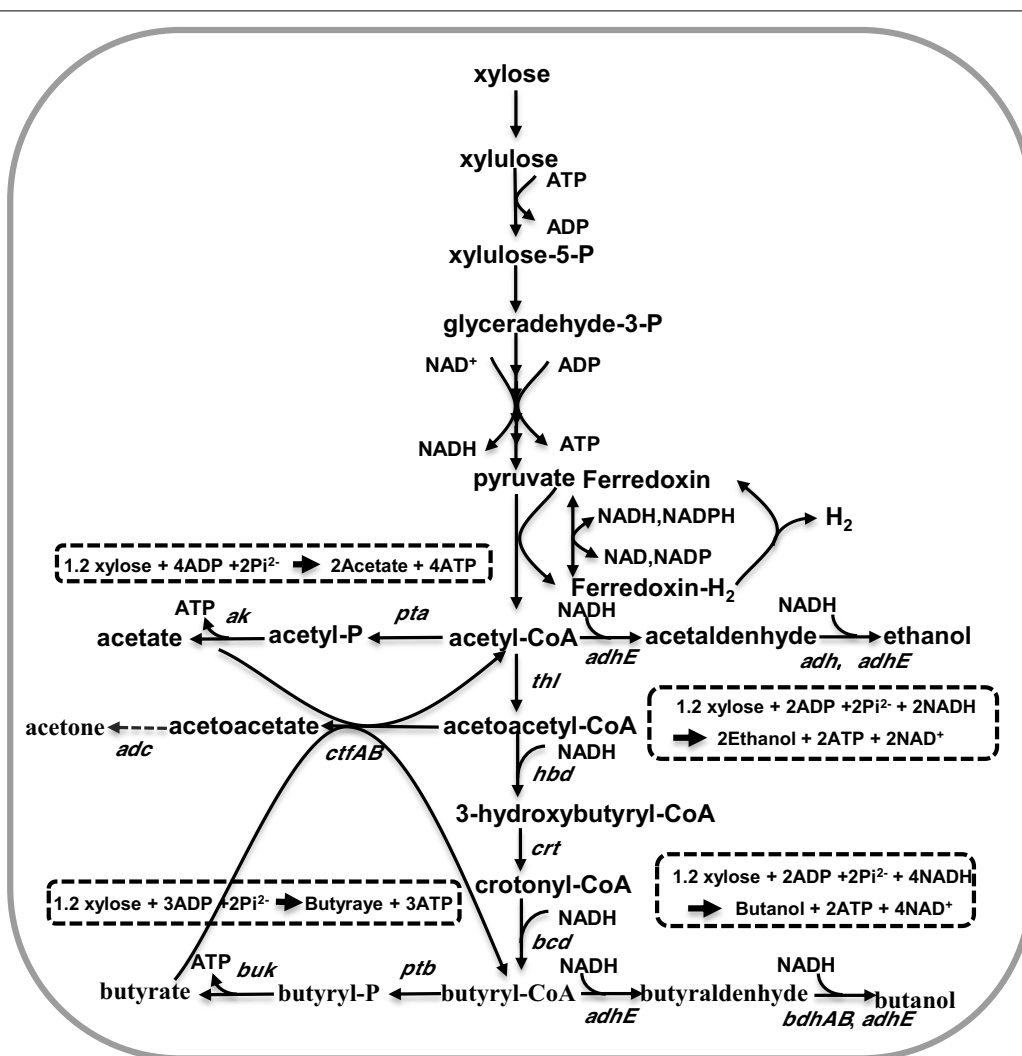 xylose
xylulose
ATP
ADP
xylulose-5-P
glyceradehyde-3-P
NAD⁺ ADP
NADH ATP
pyruvate Ferredoxin
NADH,NADPH H₂
NAD,NADP
1.2 xylose + 4ADP +2Pi²⁻ ➡ 2Acetate + 4ATP
Ferredoxin-H₂
ATP ak pta NADH NADH
acetate acetyl-P acetyl-CoA acetaldenhyde ethanol
adhE adh, adhE
thl
1.2 xylose + 2ADP +2Pi²⁻ + 2NADH
➡ 2Ethanol + 2ATP + 2NAD⁺
acetone acetoacetate acetoacetyl-CoA
adc ctfAB NADH
hbd
3-hydroxybutyryl-CoA
crt
crotonyl-CoA
1.2 xylose + 2ADP +2Pi²⁻ + 4NADH
➡ Butanol + 2ATP + 4NAD⁺
1.2 xylose + 3ADP +2Pi²⁻ ➡ Butyraye + 3ATP
NADH
bcd
ATP buk ptb NADH NADH
butyrate butyryl-P butyryl-CoA butyraldenhyde butanol
adhE bdhAB, adhE